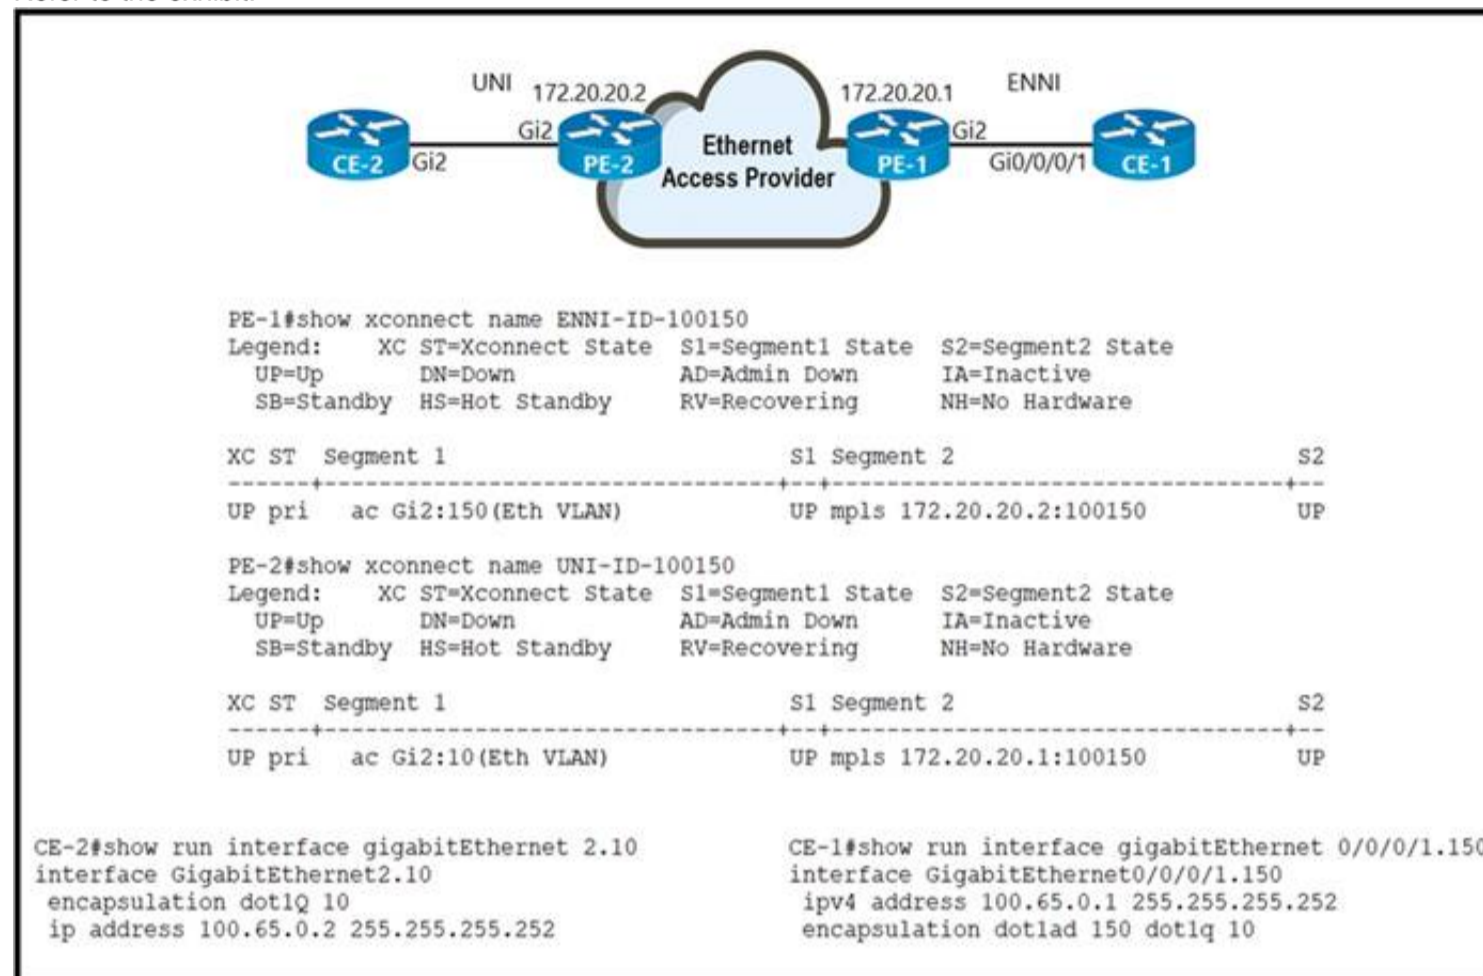 UNI 172.20.20.2 172.20.20.1 ENNI
Gi2 Gi2
Ethernet
Access Provider
CE-2 Gi2 PE-2 PE-1 Gi0/0/0/1 CE-1
PE-1#show xconnect name ENNI-ID-100150
Legend: XC ST=Xconnect State S1=Segment1 State S2=Segment2 State
UP=Up DN=Down AD=Admin Down IA=Inactive
SB=Standby HS=Hot Standby RV=Recovering NH=No Hardware
XC ST Segment 1 S1 Segment 2 S2
------+---------------------------------+--+---------------------------------+--
UP pri ac Gi2:150(Eth VLAN) UP mpls 172.20.20.2:100150 UP
PE-2#show xconnect name UNI-ID-100150
Legend: XC ST=Xconnect State S1=Segment1 State S2=Segment2 State
UP=Up DN=Down AD=Admin Down IA=Inactive
SB=Standby HS=Hot Standby RV=Recovering NH=No Hardware
XC ST Segment 1 S1 Segment 2 S2
------+---------------------------------+--+---------------------------------+--
UP pri ac Gi2:10(Eth VLAN) UP mpls 172.20.20.1:100150 UP
CE-2#show run interface gigabitEthernet 2.10
interface GigabitEthernet2.10
encapsulation dot1Q 10
ip address 100.65.0.2 255.255.255.252
CE-1#show run interface gigabitEthernet 0/0/0/1.150
interface GigabitEthernet0/0/0/1.150
ipv4 address 100.65.0.1 255.255.255.252
encapsulation dot1ad 150 dot1q 10